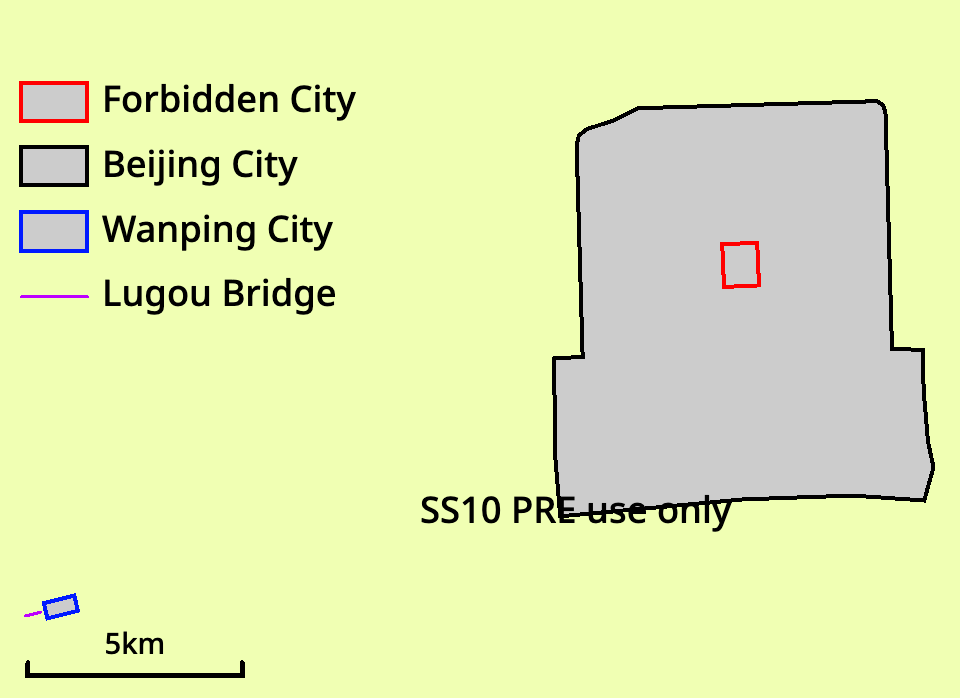 Forbidden City
Beijing City
Wanping City
Lugou Bridge
SS10 PRE use only
5km